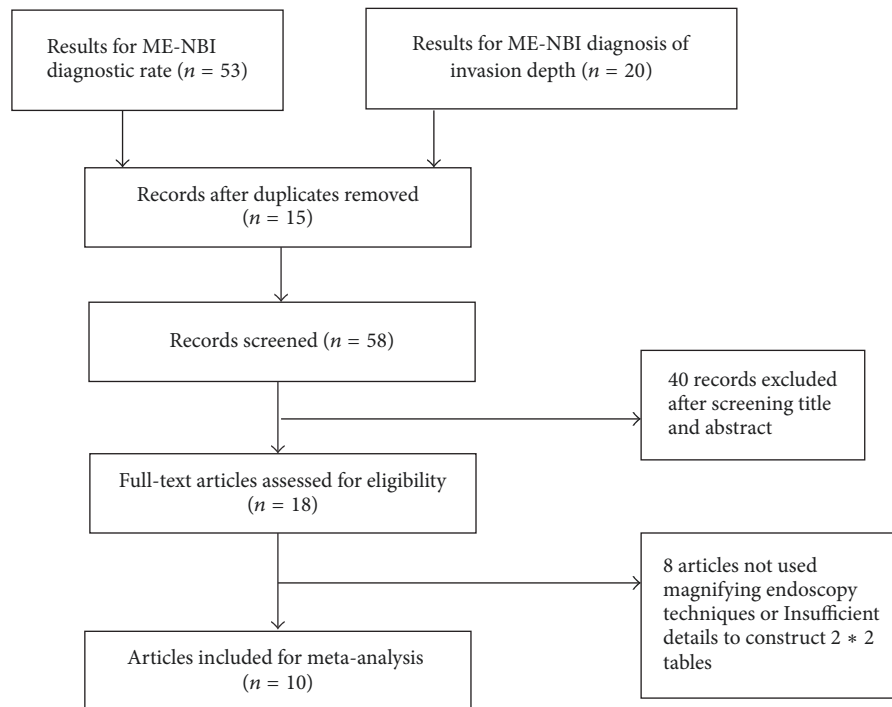 Results for ME-NBI
diagnostic rate (n = 53)
Results for ME-NBI diagnosis of
invasion depth (n = 20)
Records after duplicates removed
(n = 15)
Records screened (n = 58)
40 records excluded
after screening title
and abstract
Full-text articles assessed for eligibility
(n = 18)
8 articles not used
magnifying endoscopy
techniques or Insufficient
details to construct 2 ∗ 2
tables
Articles included for meta-analysis
(n = 10)